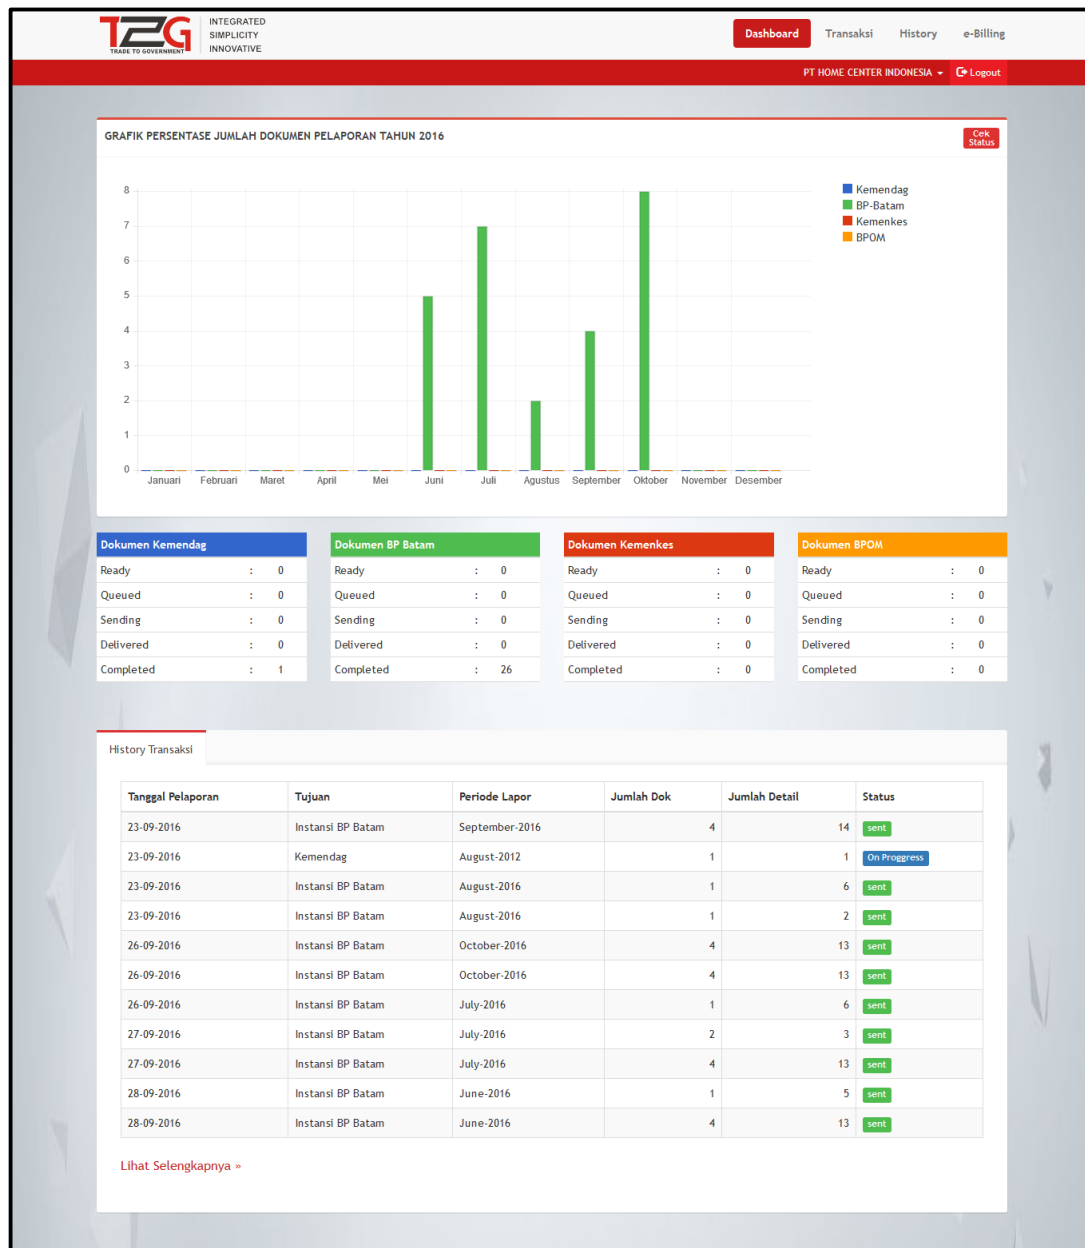 T2G
TRADE TO GOVERNMENT
INTEGRATED
SIMPLICITY
INNOVATIVE
Dashboard Transaksi History e-Billing
PT HOME CENTER INDONESIA Logout
GRAFIK PERSENTASE JUMLAH DOKUMEN PELAPORAN TAHUN 2016
Cek
Status
8
7
6
5
4
3
2
1
0
Januari Februari Maret April Mei Juni Juli Agustus September Oktober November Desember
Kemendag
BP-Batam
Kemenkes
BPOM
Dokumen Kemendag
Ready : 0
Queued : 0
Sending : 0
Delivered : 0
Completed : 1
Dokumen BP Batam
Ready : 0
Queued : 0
Sending : 0
Delivered : 0
Completed : 26
Dokumen Kemenkes
Ready : 0
Queued : 0
Sending : 0
Delivered : 0
Completed : 0
Dokumen BPOM
Ready : 0
Queued : 0
Sending : 0
Delivered : 0
Completed : 0
History Transaksi
Tanggal Pelaporan Tujuan Periode Lapor Jumlah Dok Jumlah Detail Status
23-09-2016 Instansi BP Batam September-2016 4 14 sent
23-09-2016 Kemendag August-2012 1 1 On Proggress
23-09-2016 Instansi BP Batam August-2016 1 6 sent
23-09-2016 Instansi BP Batam August-2016 1 2 sent
26-09-2016 Instansi BP Batam October-2016 4 13 sent
26-09-2016 Instansi BP Batam October-2016 4 13 sent
26-09-2016 Instansi BP Batam July-2016 1 6 sent
27-09-2016 Instansi BP Batam July-2016 2 3 sent
27-09-2016 Instansi BP Batam July-2016 4 13 sent
28-09-2016 Instansi BP Batam June-2016 1 5 sent
28-09-2016 Instansi BP Batam June-2016 4 13 sent
Lihat Selengkapnya »